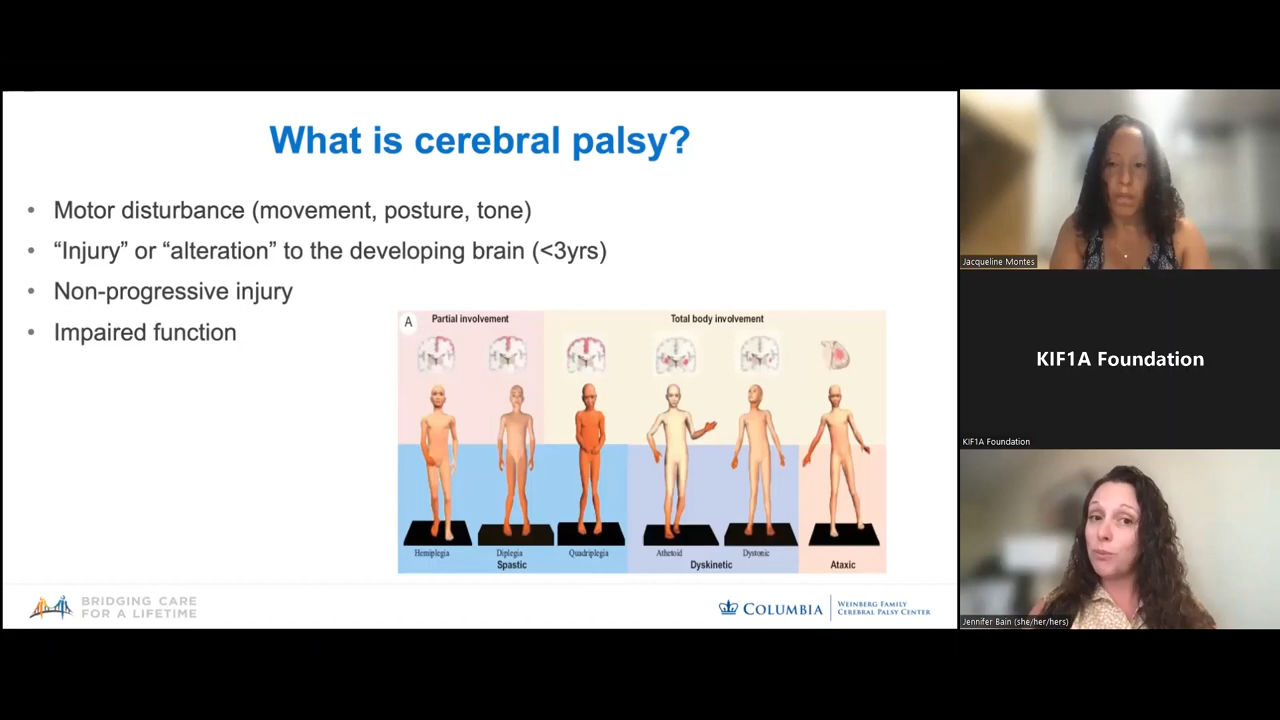 What is cerebral palsy?
• Motor disturbance (movement, posture, tone)
• “Injury” or “alteration” to the developing brain (<3yrs)
• Non-progressive injury
• Impaired function
A
Partial involvement
Total body involvement
Hemiplegia
Diplegia
Quadriplegia
Athetoid
Dystonic
Spastic
Dyskinetic
Ataxic
BRIDGING CARE
FOR A LIFETIME
COLUMBIA
WEINBERG FAMILY
CEREBRAL PALSY CENTER
Jacqueline Montes
KIF1A Foundation
KIF1A Foundation
Jennifer Bain (she/her/hers)